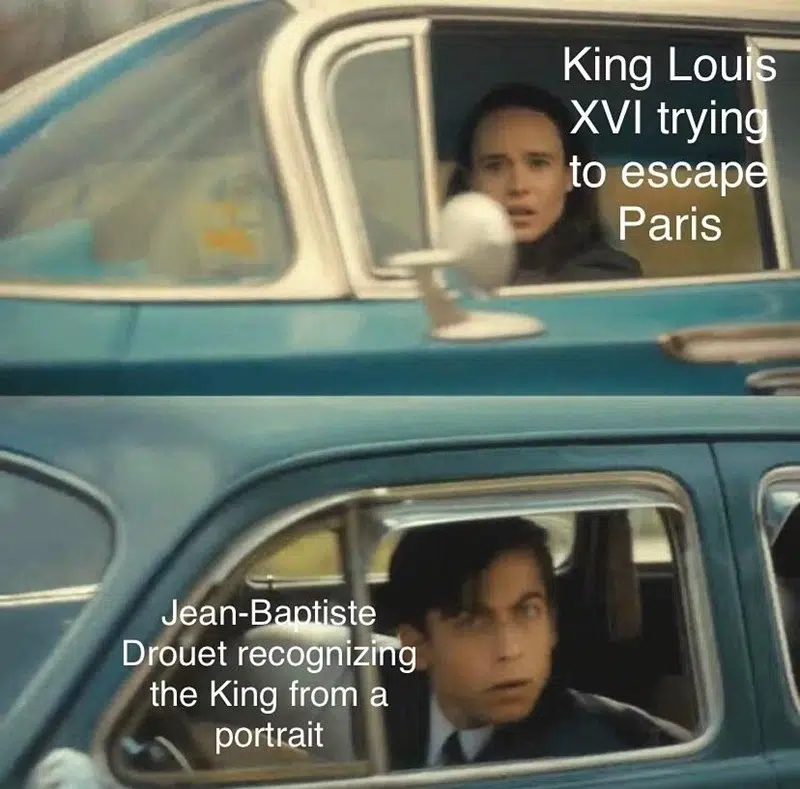 King Louis
XVI trying
to escape
Paris
Jean-Baptiste
Drouet recognizing
the King from a
portrait